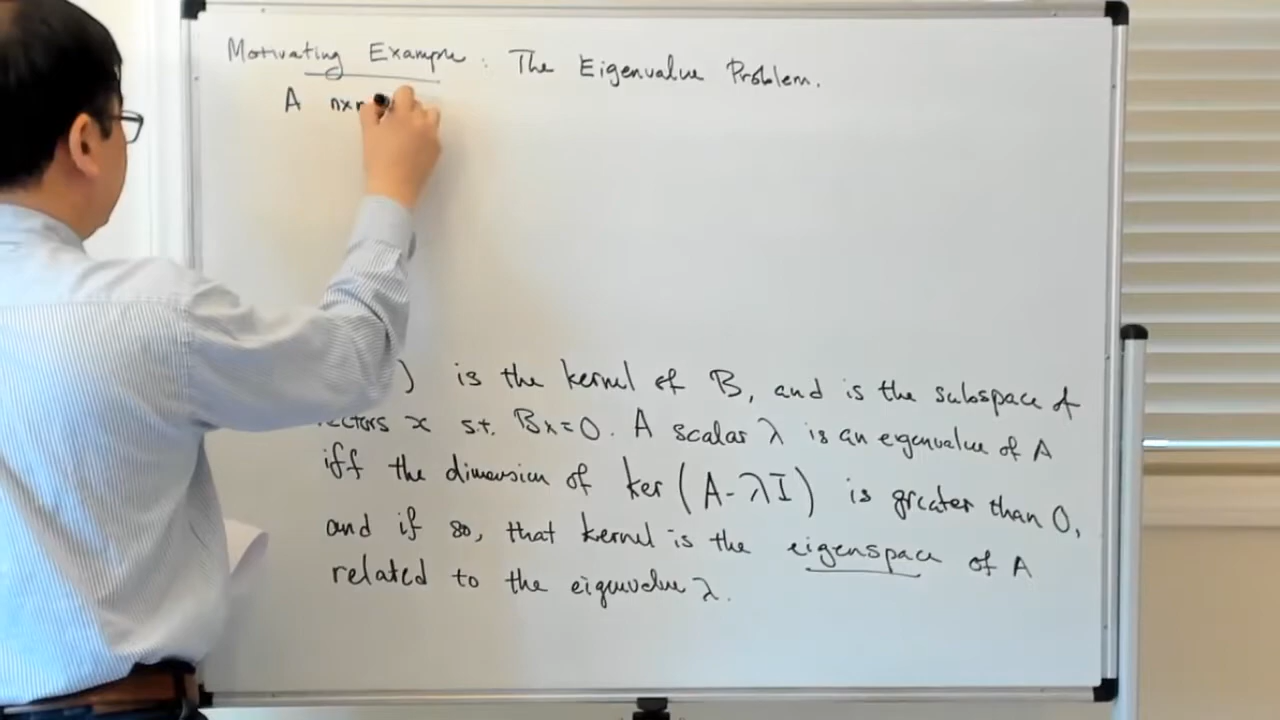 Motivating Example: The Eigenvalue Problem.
A nxn
) is the kernel of B, and is the subspace of
vectors x s.t. Bx=0. A scalar λ is an eigenvalue of A
iff the dimension of ker (A-λI) is greater than 0,
and if so, that kernel is the eigenspace of A
related to the eigenvalue λ.